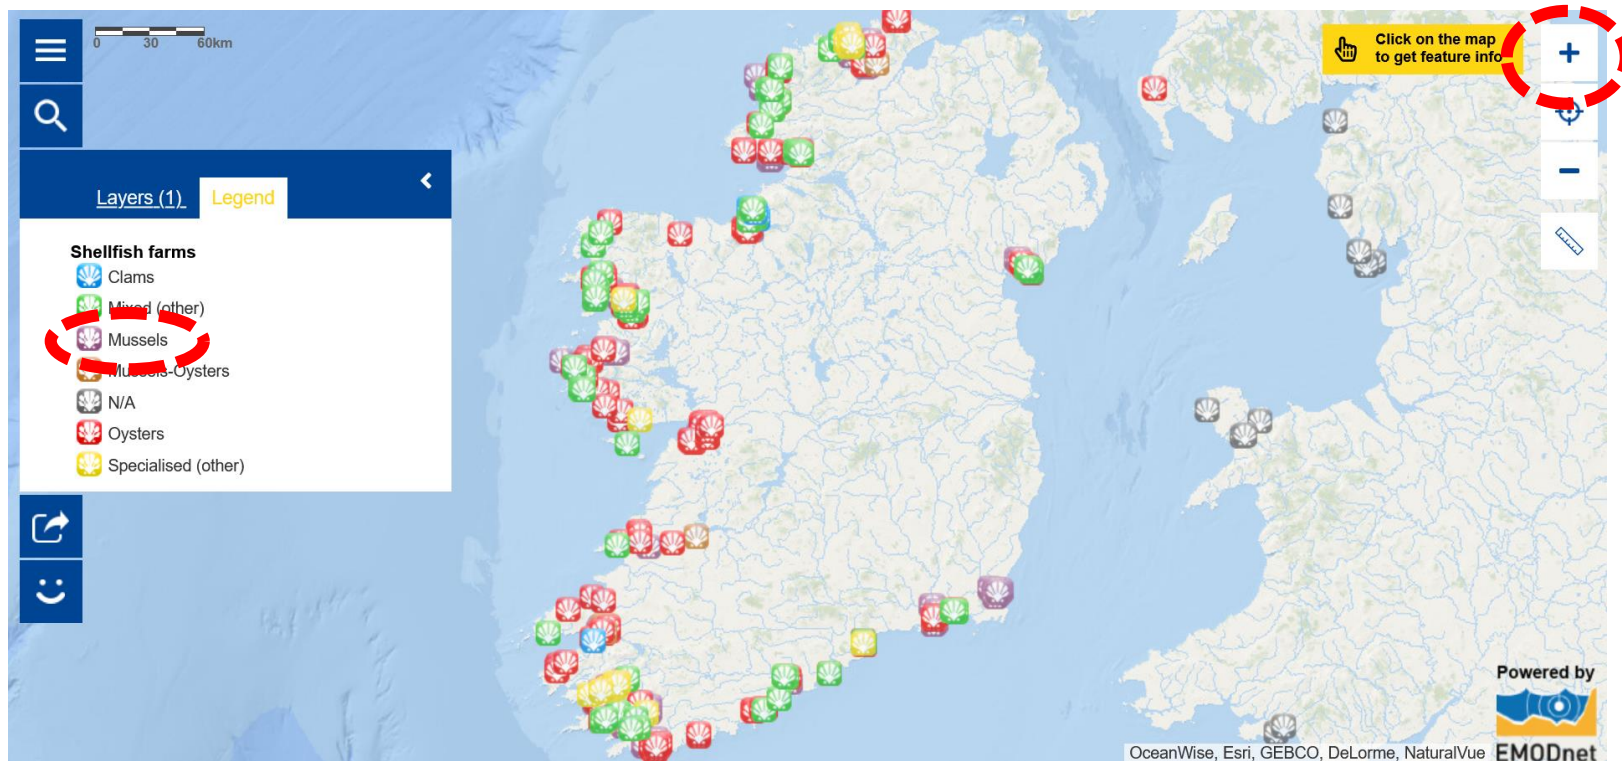 0 30 60km
Click on the map
to get feature info
Layers (1)
Legend
Shellfish farms
Clams
Mixed (other)
Mussels
Mussels-Oysters
N/A
Oysters
Specialised (other)
Powered by
EMODnet
OceanWise, Esri, GEBCO, DeLorme, NaturalVue